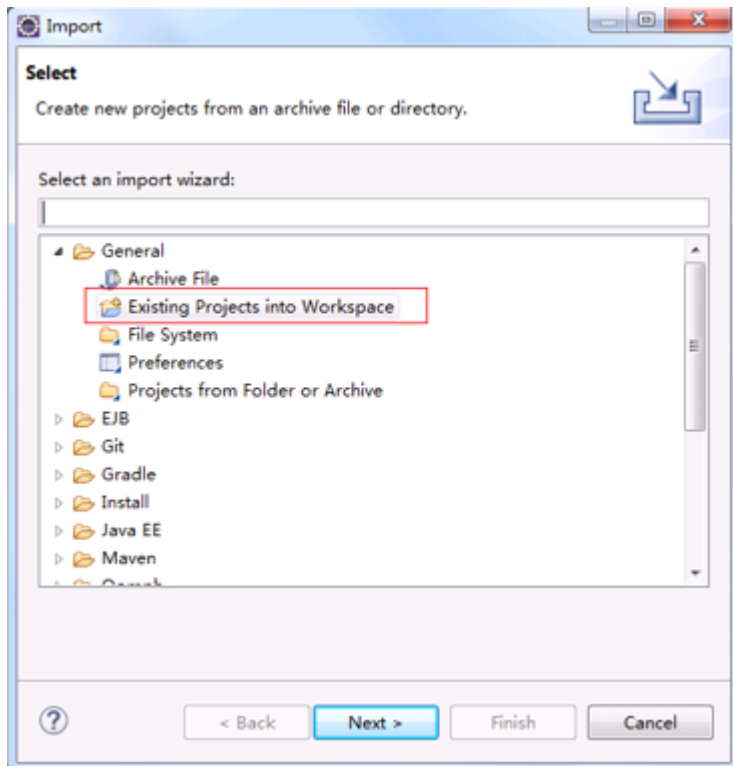 Import
Select
Create new projects from an archive file or directory.
Select an import wizard:
General
Archive File
Existing Projects into Workspace
File System
Preferences
Projects from Folder or Archive
EJB
Git
Gradle
Install
Java EE
Maven
? < Back Next > Finish Cancel